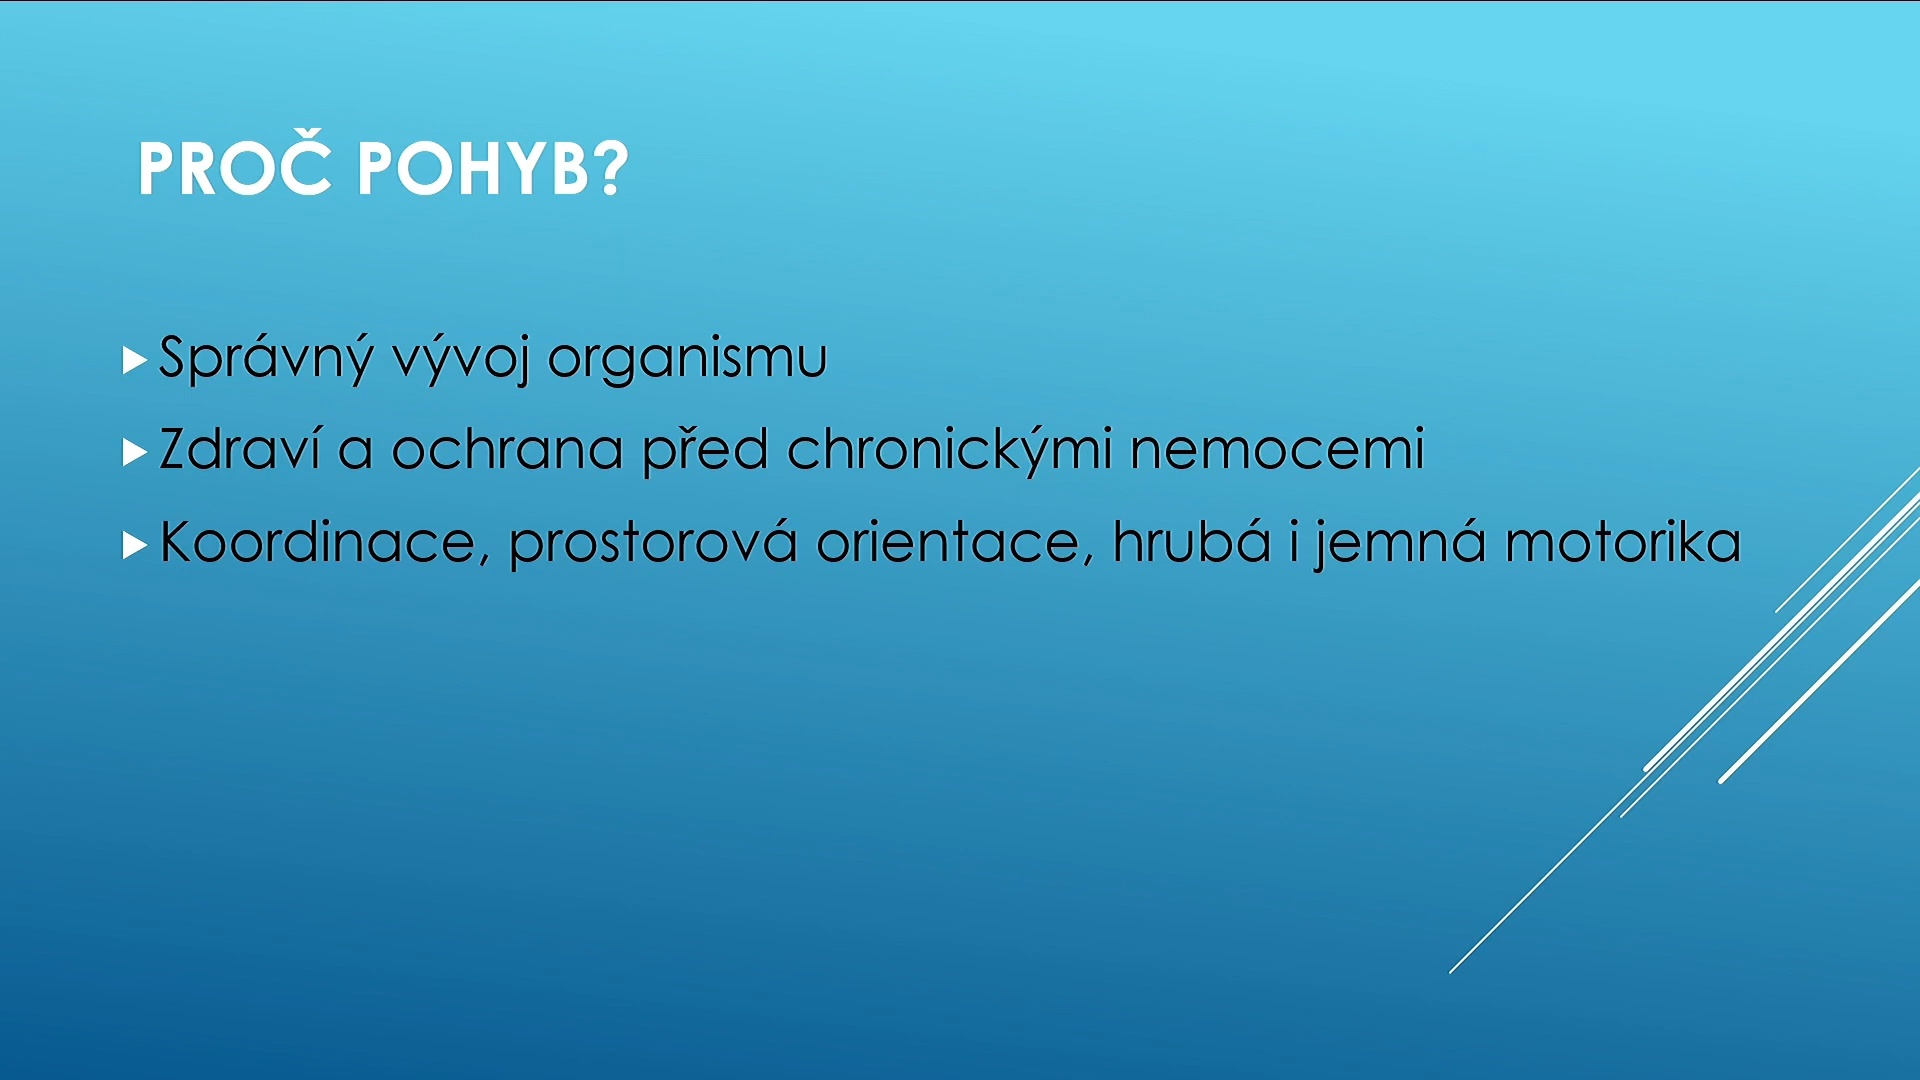 PROČ POHYB?
Správný vývoj organismu
Zdraví a ochrana před chronickými nemocemi
Koordinace, prostorová orientace, hrubá i jemná motorika